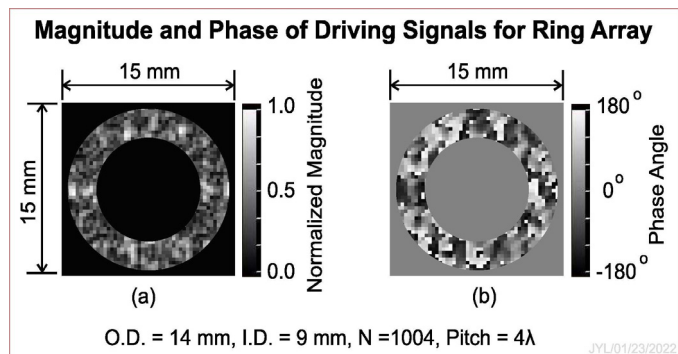 Magnitude and Phase of Driving Signals for Ring Array
15 mm
15 mm
1.0
0.5
0.0
Normalized Magnitude
(a)
15 mm
180 o
0 o
-180 o
Phase Angle
(b)
O.D. = 14 mm, I.D. = 9 mm, N =1004, Pitch = 4λ
JYL/01/23/2022